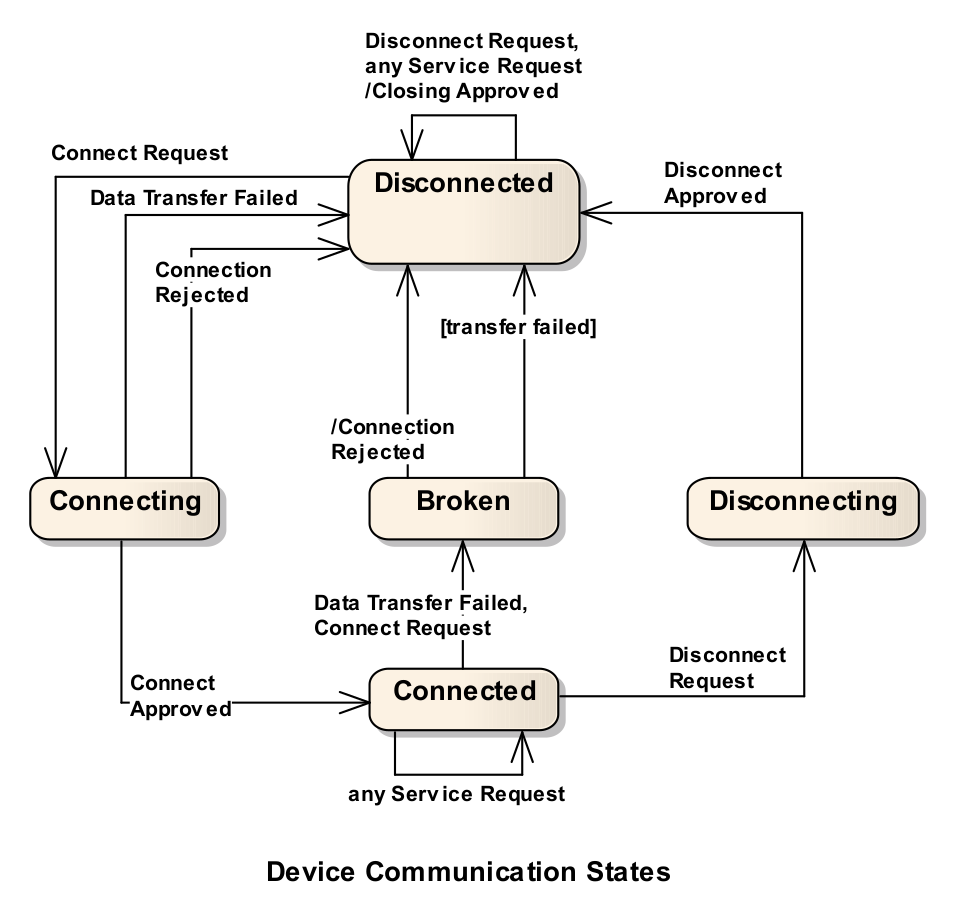 Disconnect Request,
any Service Request
/Closing Approved
Connect Request
Disconnected
Disconnect
Approved
Data Transfer Failed
Connection
Rejected
[transfer failed]
/Connection
Rejected
Connecting
Broken
Disconnecting
Data Transfer Failed,
Connect Request
Disconnect
Request
Connect
Approved
Connected
any Service Request
Device Communication States